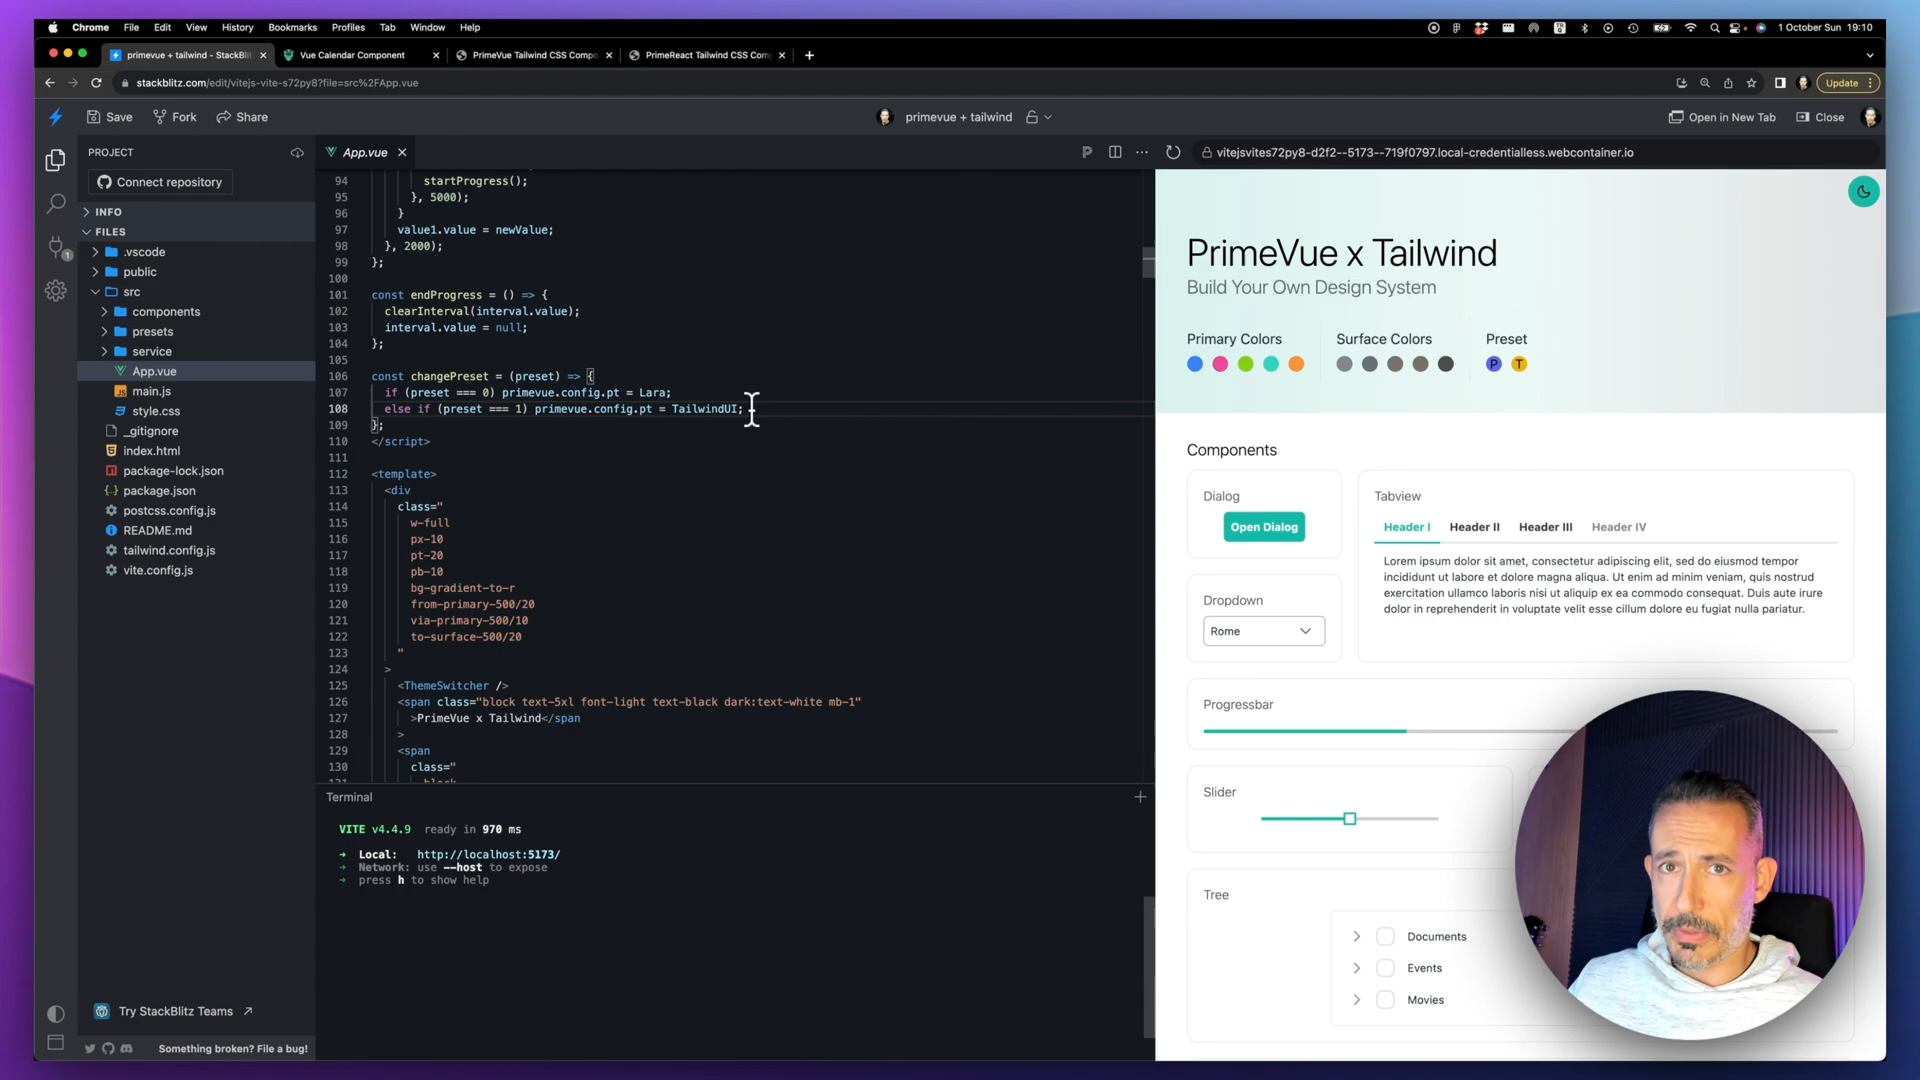 Chrome File Edit View History Bookmarks Profiles Tab Window Help
1 October Sun 19:10
primevue + tailwind - StackBlit
Vue Calendar Component
PrimeVue Tailwind CSS Compo
PrimeReact Tailwind CSS Com
stackblitz.com/edit/vitejs-vite-s72py8?file=src%2FApp.vue
Update
Save Fork Share
primevue + tailwind
Open in New Tab Close
PROJECT
Connect repository
INFO
FILES
.vscode
public
src
components
presets
service
App.vue
main.js
style.css
_gitignore
index.html
package-lock.json
package.json
postcss.config.js
README.md
tailwind.config.js
vite.config.js
1
Try StackBlitz Teams
Something broken? File a bug!
App.vue
94 startProgress();
95 }, 5000);
96 }
97 value1.value = newValue;
98 }, 2000);
99 };
100
101 const endProgress = () => {
102 clearInterval(interval.value);
103 interval.value = null;
104 };
105
106 const changePreset = (preset) => {
107 if (preset === 0) primevue.config.pt = Lara;
108 else if (preset === 1) primevue.config.pt = TailwindUI;
109 };
110 </script>
111
112 <template>
113 <div
114 class="
115 w-full
116 px-10
117 pt-20
118 pb-10
119 bg-gradient-to-r
120 from-primary-500/20
121 via-primary-500/10
122 to-surface-500/20
123 "
124 >
125 <ThemeSwitcher />
126 <span class="block text-5xl font-light text-black dark:text-white mb-1"
127 >PrimeVue x Tailwind</span
128 >
129 <span
130 class="
Terminal
VITE v4.4.9 ready in 970 ms
➜ Local: http://localhost:5173/
➜ Network: use --host to expose
➜ press h to show help
vitejsvites72py8-d2f2--5173--719f0797.local-credentialless.webcontainer.io
PrimeVue x Tailwind
Build Your Own Design System
Primary Colors Surface Colors Preset
P T
Components
Dialog
Open Dialog
Tabview
Header I Header II Header III Header IV
Lorem ipsum dolor sit amet, consectetur adipiscing elit, sed do eiusmod tempor
incididunt ut labore et dolore magna aliqua. Ut enim ad minim veniam, quis nostrud
exercitation ullamco laboris nisi ut aliquip ex ea commodo consequat. Duis aute irure
dolor in reprehenderit in voluptate velit esse cillum dolore eu fugiat nulla pariatur.
Dropdown
Rome
Progressbar
Slider
Tree
Documents
Events
Movies